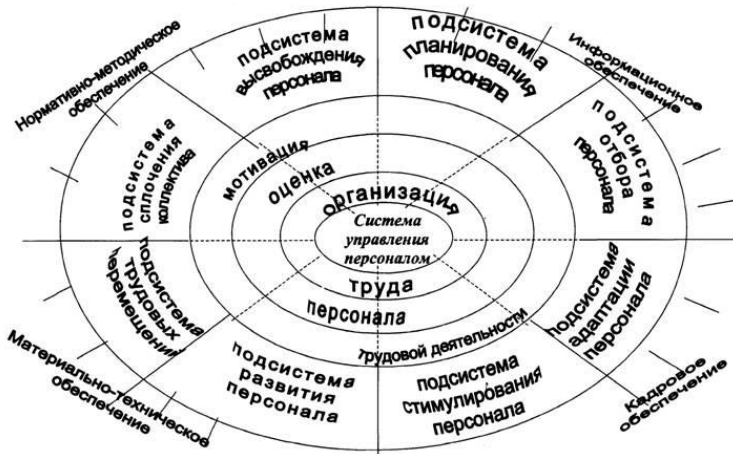 Нормативно-методическое
обеспечение
подсистема
высвобождения
персонала
подсистема
планирования
персонала
Информационное
обеспечение
подсистема
сплочения
коллектива
мотивация
оценка
организация
подсистема
отбора
персонала
Система
управления
персоналом
труда
персонала
трудовой деятельности
подсистема
трудовых
перемещений
подсистема
адаптации
персонала
Материально-техническое
обеспечение
подсистема
развития
персонала
подсистема
стимулирования
персонала
Кадровое
обеспечение